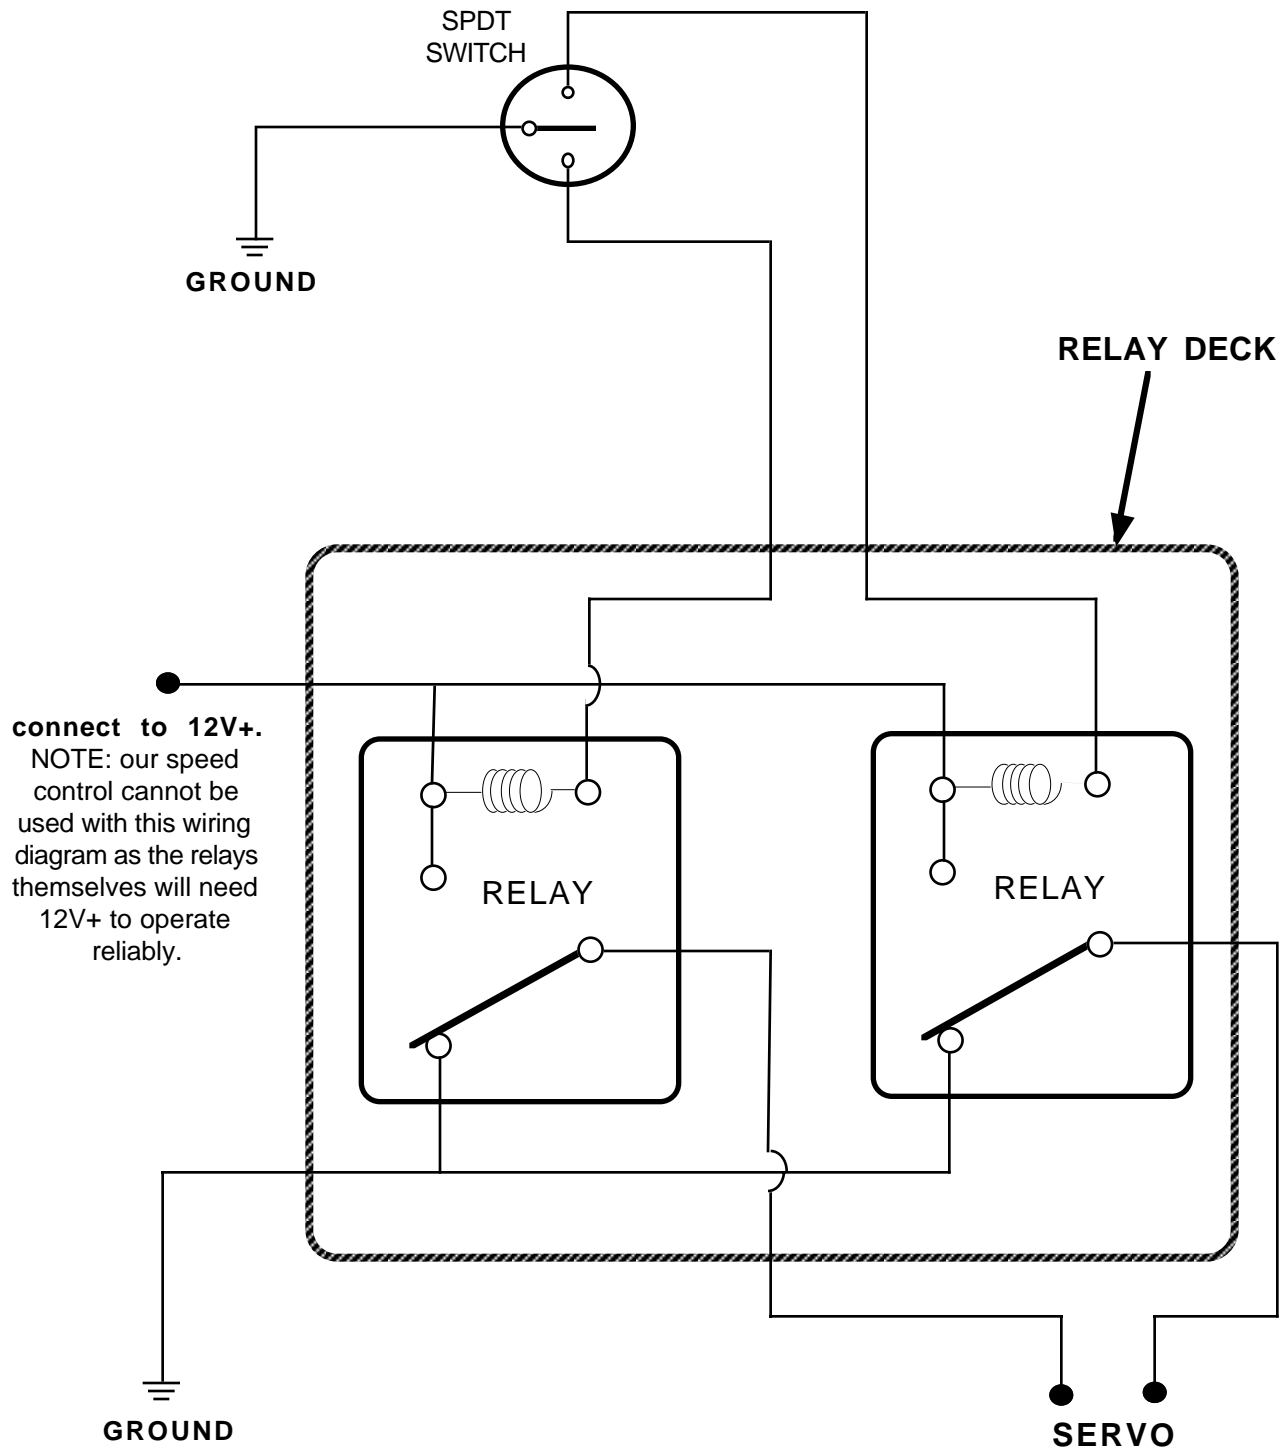 SPDT
SWITCH
GROUND
RELAY DECK
connect to 12V+.
NOTE: our speed
control cannot be
used with this wiring
diagram as the relays
themselves will need
12V+ to operate
reliably.
RELAY
RELAY
GROUND
SERVO